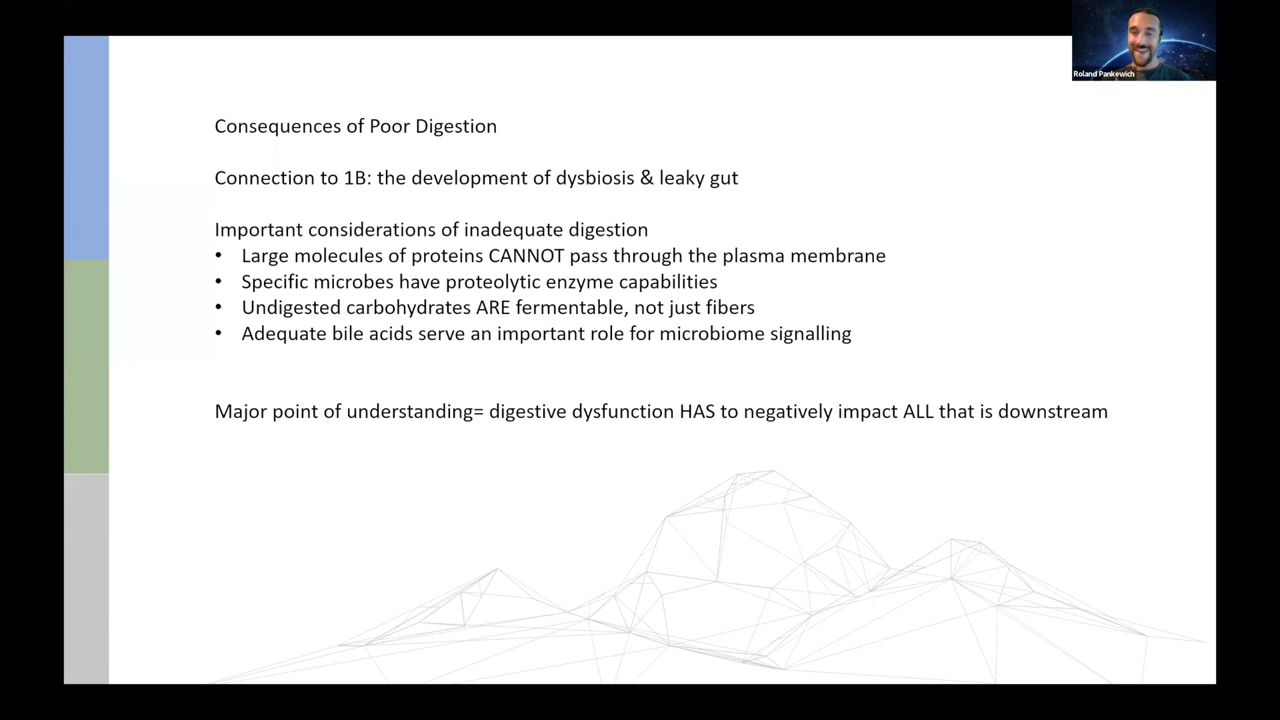 Roland Pankewich
Consequences of Poor Digestion
Connection to 1B: the development of dysbiosis & leaky gut
Important considerations of inadequate digestion
• Large molecules of proteins CANNOT pass through the plasma membrane
• Specific microbes have proteolytic enzyme capabilities
• Undigested carbohydrates ARE fermentable, not just fibers
• Adequate bile acids serve an important role for microbiome signalling
Major point of understanding= digestive dysfunction HAS to negatively impact ALL that is downstream